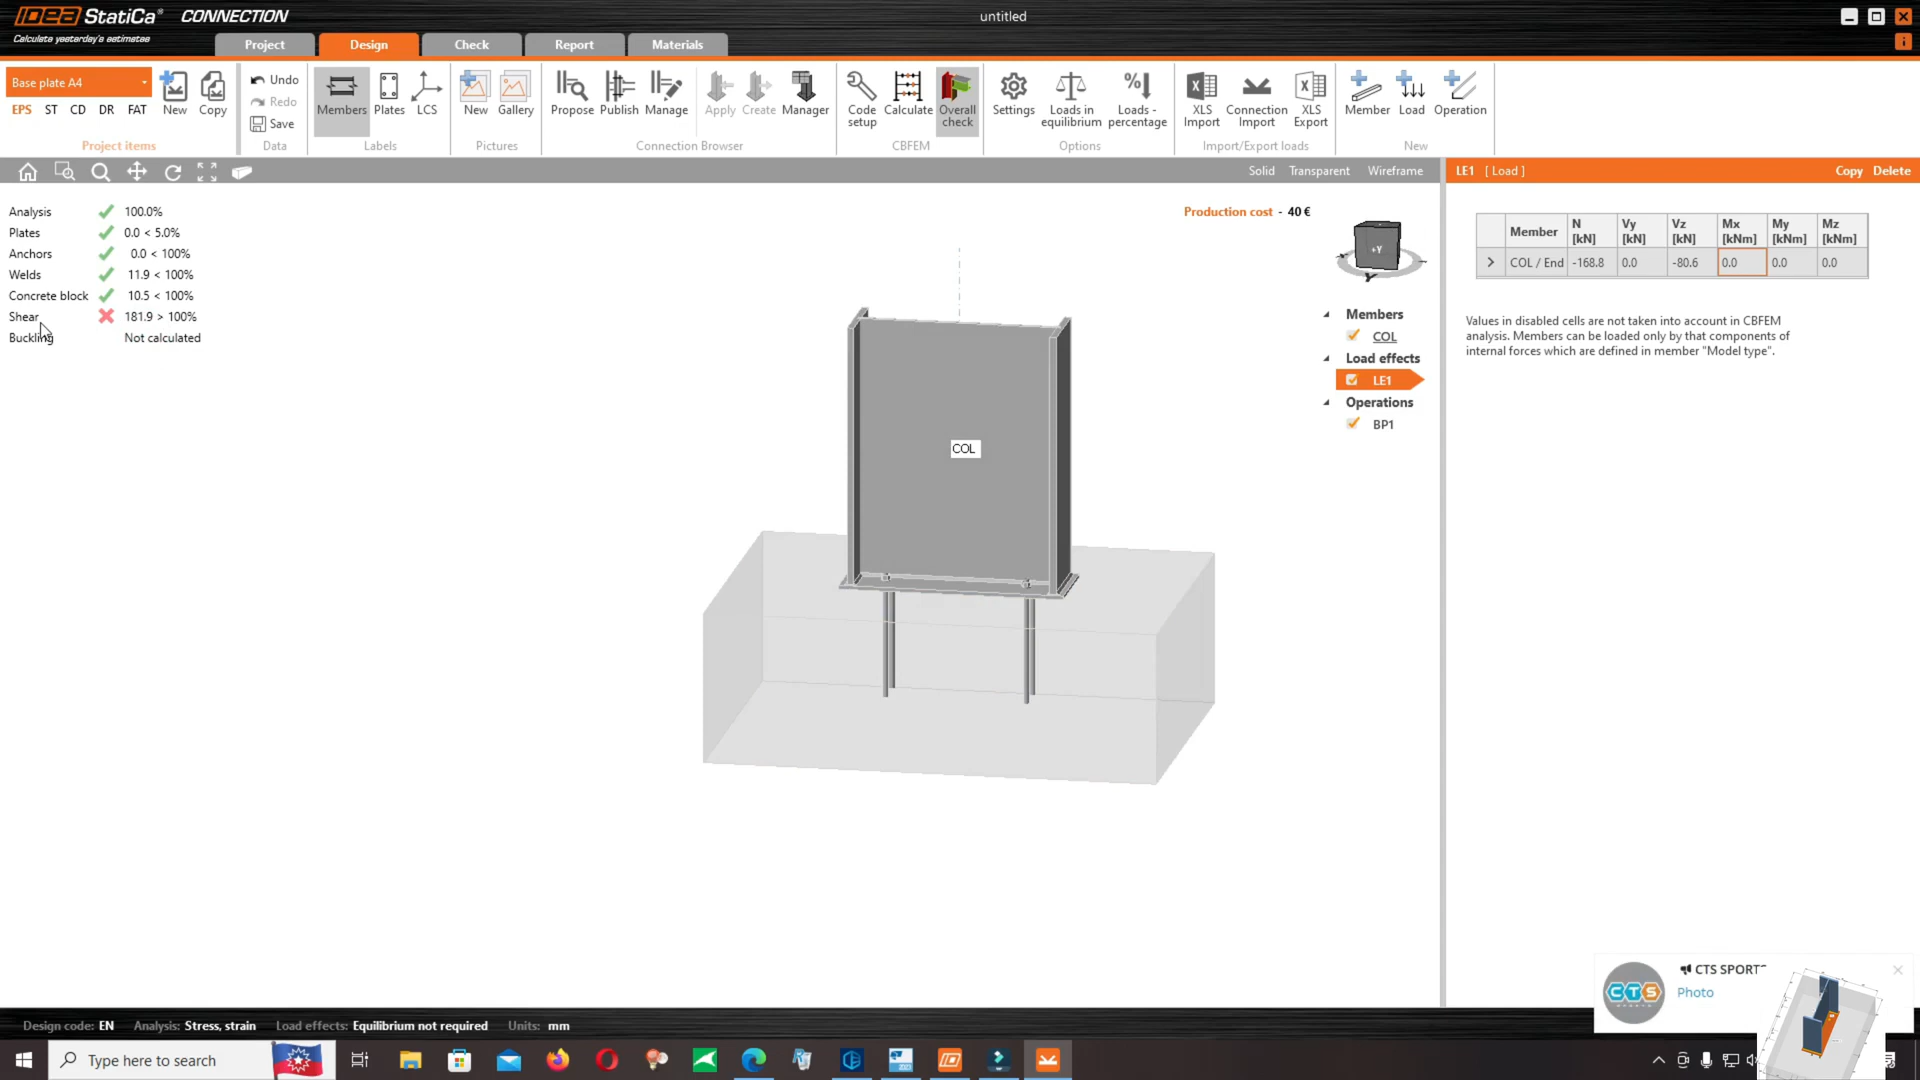 IDEA StatiCa® CONNECTION
Calculate yesterday's estimates
untitled
Project Design Check Report Materials
Base plate A4
EPS ST CD DR FAT
New Copy
Project items
Undo
Redo
Save
Data
Members Plates LCS
Labels
New Gallery
Pictures
Propose Publish Manage Apply Create Manager
Connection Browser
Code setup Calculate Overall check
CBFEM
Settings Loads in equilibrium Loads - percentage
Options
XLS Import Connection Import XLS Export
Import/Export loads
Member Load Operation
New
Solid Transparent Wireframe
LE1 [ Load ] Copy Delete
Analysis 100.0%
Plates 0.0 < 5.0%
Anchors 0.0 < 100%
Welds 11.9 < 100%
Concrete block 10.5 < 100%
Shear 181.9 > 100%
Buckling Not calculated
Production cost - 40 €
+Y
Members
COL
Load effects
LE1
Operations
BP1
COL
Member N [kN] Vy [kN] Vz [kN] Mx [kNm] My [kNm] Mz [kNm]
> COL / End -168.8 0.0 -80.6 0.0 0.0 0.0
Values in disabled cells are not taken into account in CBFEM
analysis. Members can be loaded only by that components of
internal forces which are defined in member "Model type".
CTS
CTS SPORTS
Photo
Design code: EN Analysis: Stress, strain Load effects: Equilibrium not required Units: mm
Type here to search